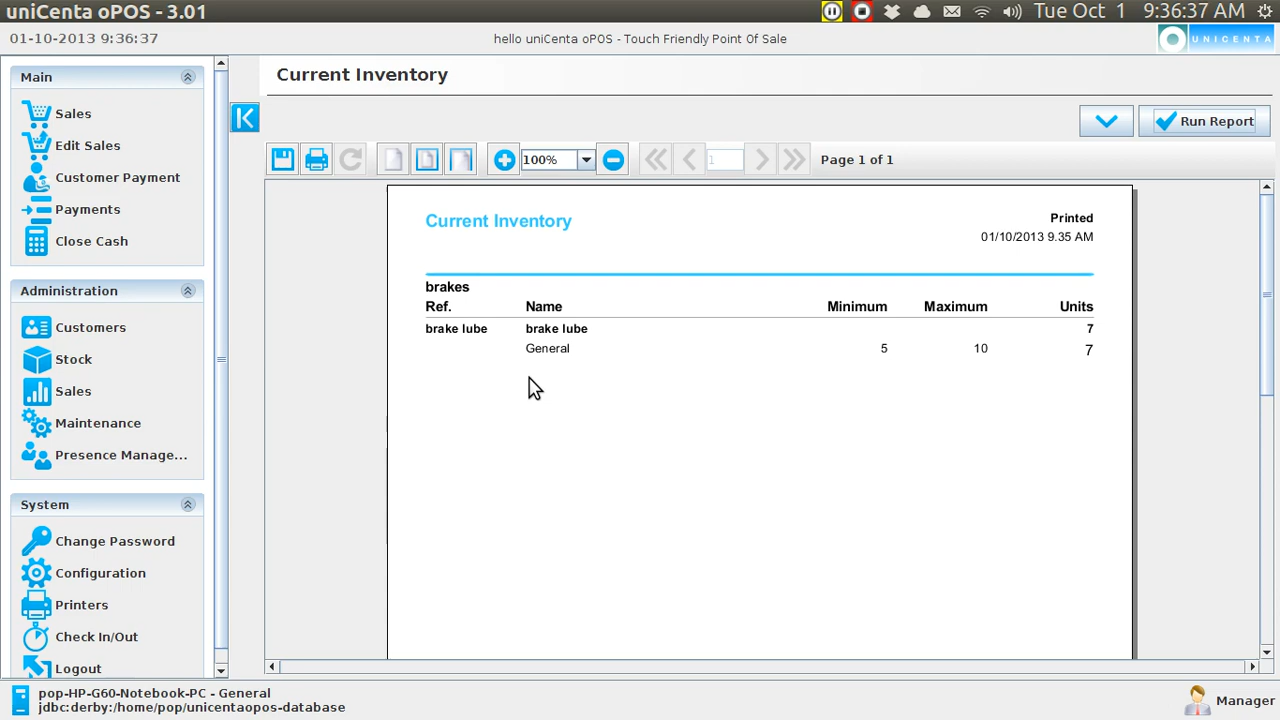 uniCenta oPOS - 3.01
Tue Oct 1 9:36:37 AM
01-10-2013 9:36:37
hello uniCenta oPOS - Touch Friendly Point Of Sale
UNICENTA
Main
Sales
Edit Sales
Customer Payment
Payments
Close Cash
Administration
Customers
Stock
Sales
Maintenance
Presence Manage...
System
Change Password
Configuration
Printers
Check In/Out
Logout
Current Inventory
Run Report
100%
1
Page 1 of 1
Current Inventory
Printed
01/10/2013 9.35 AM
brakes
Ref. Name Minimum Maximum Units
brake lube brake lube 7
General 5 10 7
pop-HP-G60-Notebook-PC - General
jdbc:derby:/home/pop/unicentaopos-database
Manager